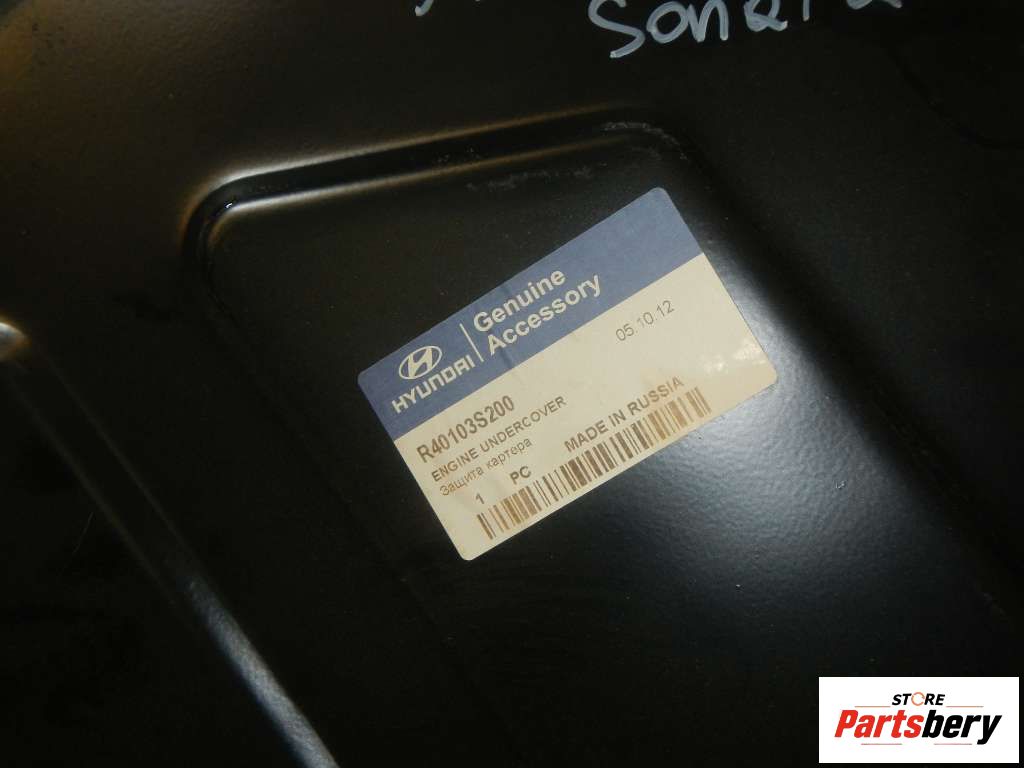 Sonata
HYUNDAI
Genuine
Accessory
05.10.12
R40103S200
ENGINE UNDERCOVER
Защита картера
1 PC MADE IN RUSSIA
STORE
Partsbery